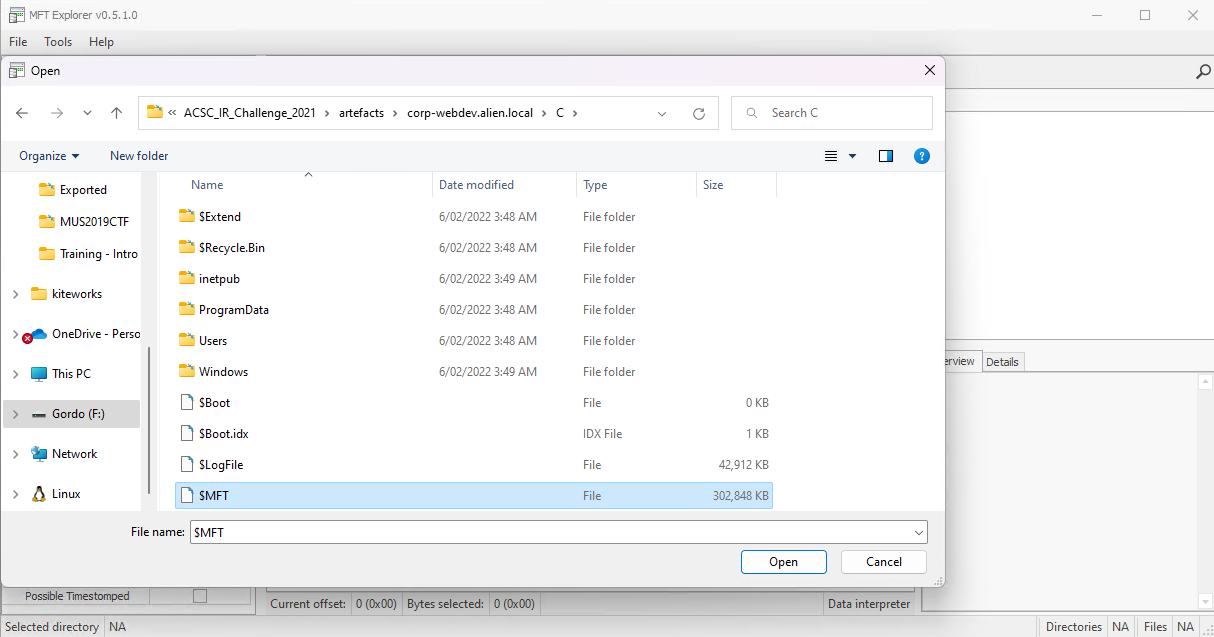 MFT Explorer v0.5.1.0
File Tools Help
Open
« ACSC_IR_Challenge_2021 › artefacts › corp-webdev.alien.local › C ›
Search C
Organize New folder
?
Name Date modified Type Size
Exported
MUS2019CTF
Training - Intro
kiteworks
OneDrive - Perso
This PC
Gordo (F:)
Network
Linux
$Extend 6/02/2022 3:48 AM File folder
$Recycle.Bin 6/02/2022 3:48 AM File folder
inetpub 6/02/2022 3:49 AM File folder
ProgramData 6/02/2022 3:48 AM File folder
Users 6/02/2022 3:48 AM File folder
Windows 6/02/2022 3:49 AM File folder
$Boot File 0 KB
$Boot.idx IDX File 1 KB
$LogFile File 42,912 KB
$MFT File 302,848 KB
erview Details
File name: $MFT
Open Cancel
Possible Timestomped
Current offset: 0 (0x00) Bytes selected: 0 (0x00) Data interpreter
Selected directory NA Directories NA Files NA